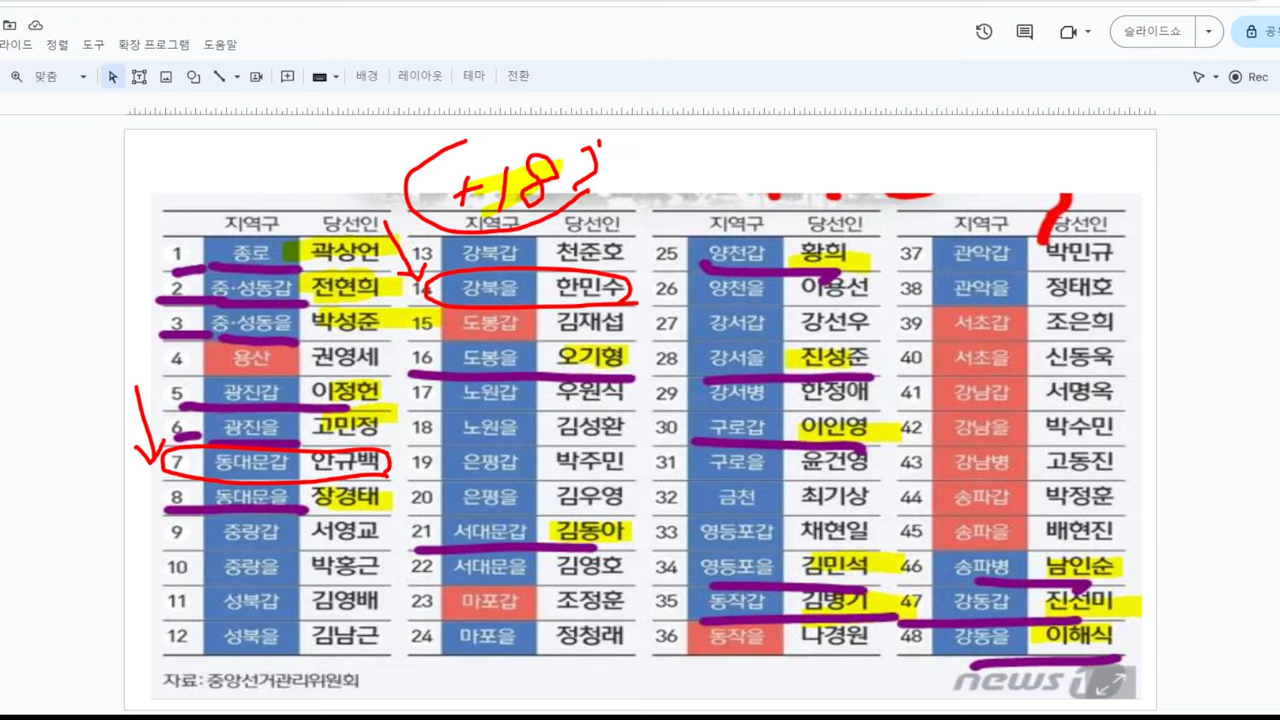 라이드 정렬 도구 확장 프로그램 도움말
슬라이드쇼
맞춤 배경 레이아웃 테마 전환 Rec
+18
지역구 당선인 지역구 당선인 지역구 당선인 지역구 당선인
1 종로 곽상언 13 강북갑 천준호 25 양천갑 황희 37 관악갑 박민규
2 중·성동갑 전현희 14 강북을 한민수 26 양천을 이용선 38 관악을 정태호
3 중·성동을 박성준 15 도봉갑 김재섭 27 강서갑 강선우 39 서초갑 조은희
4 용산 권영세 16 도봉을 오기형 28 강서을 진성준 40 서초을 신동욱
5 광진갑 이정헌 17 노원갑 우원식 29 강서병 한정애 41 강남갑 서명옥
6 광진을 고민정 18 노원을 김성환 30 구로갑 이인영 42 강남을 박수민
7 동대문갑 안규백 19 은평갑 박주민 31 구로을 윤건영 43 강남병 고동진
8 동대문을 장경태 20 은평을 김우영 32 금천 최기상 44 송파갑 박정훈
9 중랑갑 서영교 21 서대문갑 김동아 33 영등포갑 채현일 45 송파을 배현진
10 중랑을 박홍근 22 서대문을 김영호 34 영등포을 김민석 46 송파병 남인순
11 성북갑 김영배 23 마포갑 조정훈 35 동작갑 김병기 47 강동갑 진선미
12 성북을 김남근 24 마포을 정청래 36 동작을 나경원 48 강동을 이해식
자료: 중앙선거관리위원회
news1